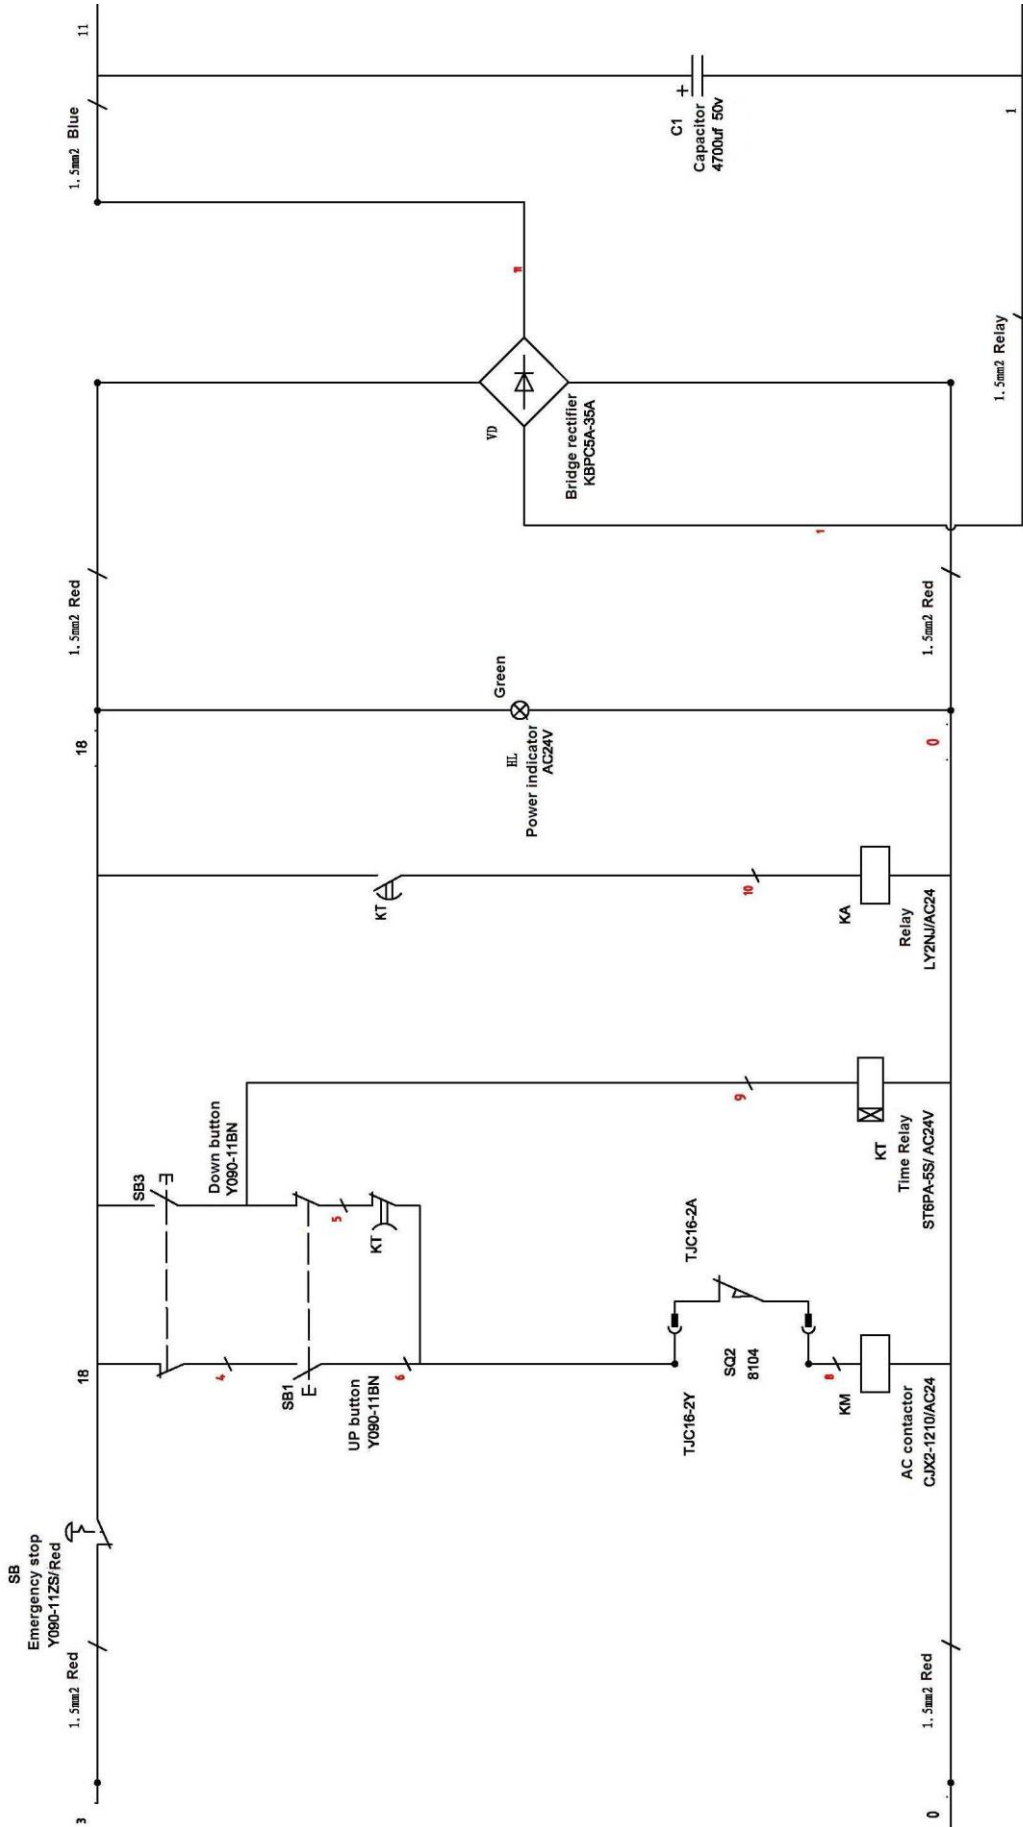 3
1.5mm2 Red
SB
Emergency stop
Y090-11ZS/Red
18
SB3
Down button
Y090-11BN
4
SB1
UP button
Y090-11BN
5
KT
6
TJC16-2Y
TJC16-2A
SQ2
8104
8
KM
AC contactor
CJX2-1210/AC24
9
KT
Time Relay
ST6PA-5S/ AC24V
KT
10
KA
Relay
LY2NJ/AC24
18
HL
Power indicator
AC24V
Green
0
1.5mm2 Red
1.5mm2 Red
VD
Bridge rectifier
KBPC5A-35A
11
1
1.5mm2 Blue
11
C1
+
Capacitor
4700uf 50v
1.5mm2 Relay
1
0
1.5mm2 Red